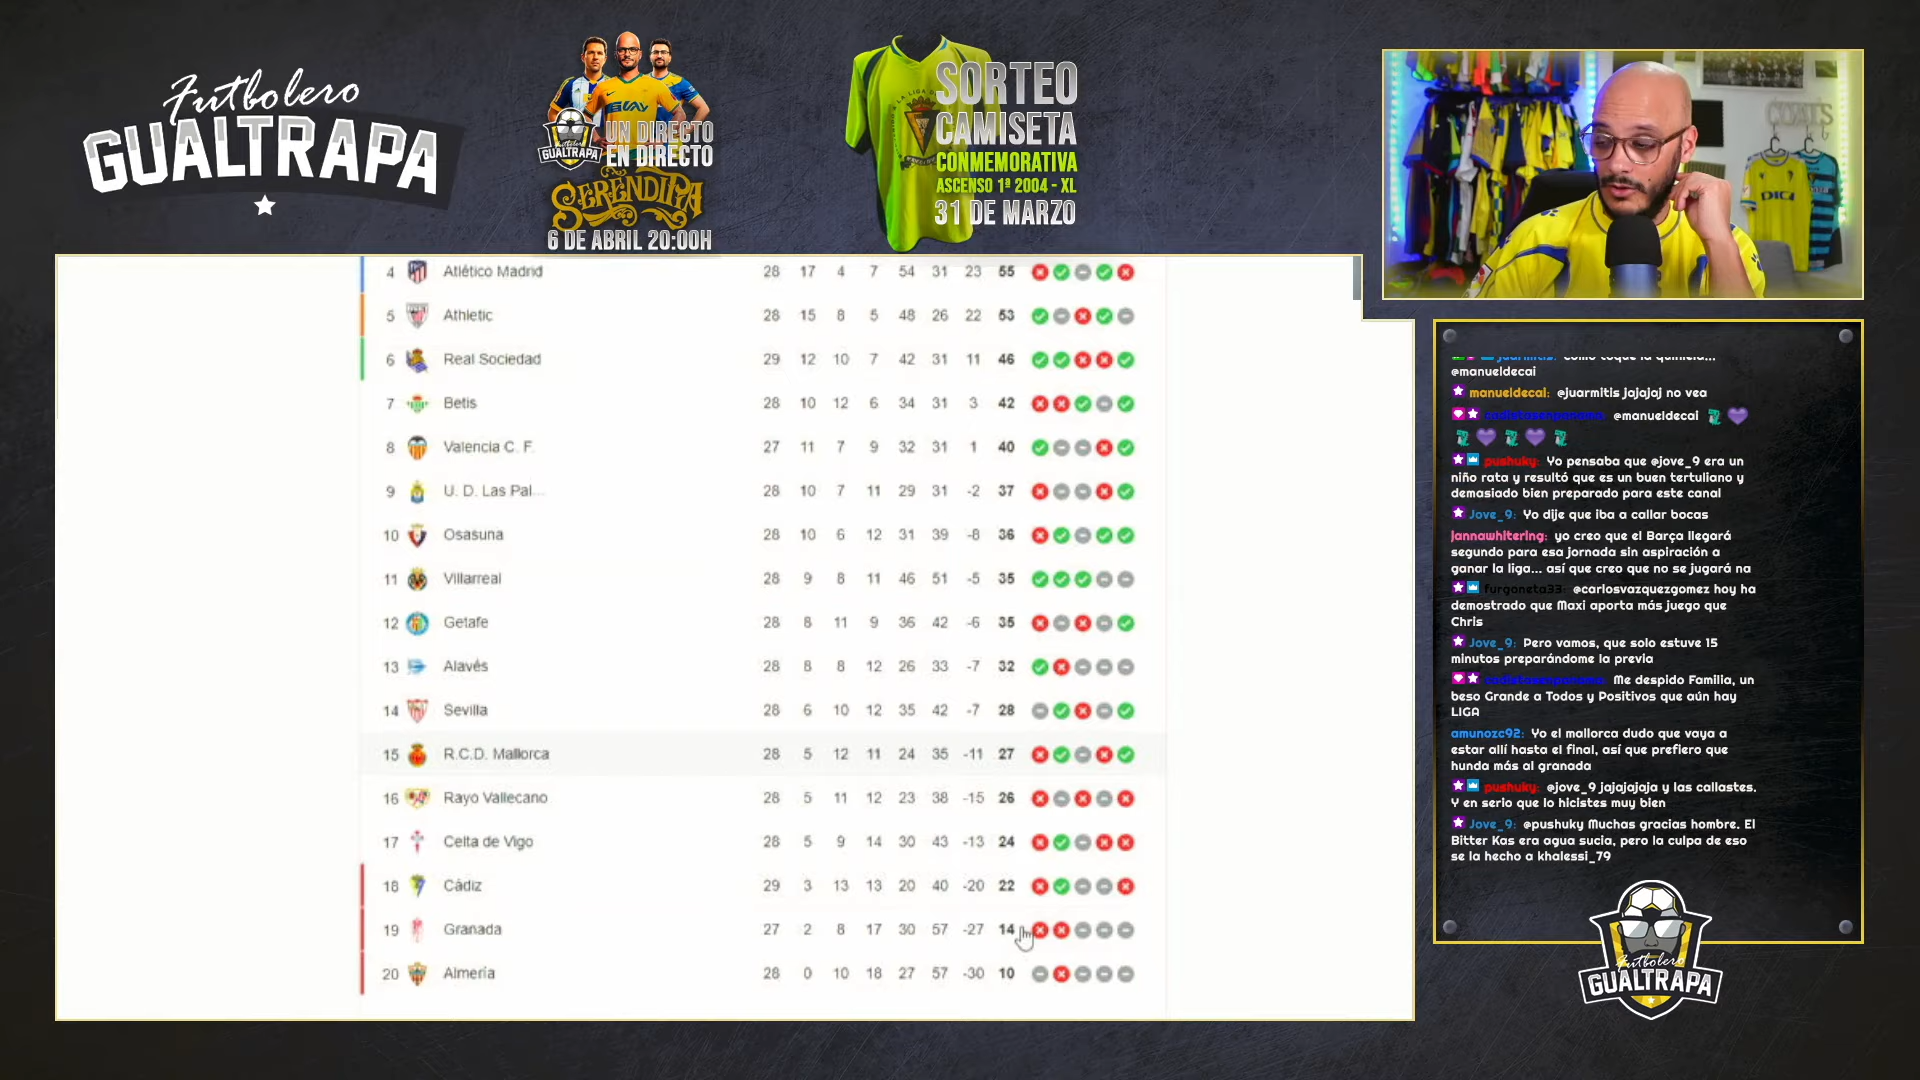 Futbolero
GUALTRAPA
UN DIRECTO
EN DIRECTO
GUALTRAPA
SERENDIPIA
6 DE ABRIL 20:00H
SORTEO
CAMISETA
CONMEMORATIVA
ASCENSO 1ª 2004 - XL
31 DE MARZO
COATS
DIGI
4 Atlético Madrid 28 17 4 7 54 31 23 55
5 Athletic 28 15 8 5 48 26 22 53
6 Real Sociedad 29 12 10 7 42 31 11 46
7 Betis 28 10 12 6 34 31 3 42
8 Valencia C. F. 27 11 7 9 32 31 1 40
9 U. D. Las Pal... 28 10 7 11 29 31 -2 37
10 Osasuna 28 10 6 12 31 39 -8 36
11 Villarreal 28 9 8 11 46 51 -5 35
12 Getafe 28 8 11 9 36 42 -6 35
13 Alavés 28 8 8 12 26 33 -7 32
14 Sevilla 28 6 10 12 35 42 -7 28
15 R.C.D. Mallorca 28 5 12 11 24 35 -11 27
16 Rayo Vallecano 28 5 11 12 23 38 -15 26
17 Celta de Vigo 28 5 9 14 30 43 -13 24
18 Cádiz 29 3 13 13 20 40 -20 22
19 Granada 27 2 8 17 30 57 -27 14
20 Almería 28 0 10 18 27 57 -30 10
juarmitis: Como toque la quiniela...
@manueldecai
manueldecai: @juarmitis jajajaj no vea
@manueldecai
pushuky: Yo pensaba que @jove_9 era un
niño rata y resultó que es un buen tertuliano y
demasiado bien preparado para este canal
Jove_9: Yo dije que iba a callar bocas
jannawhitering: yo creo que el Barça llegará
segundo para esa jornada sin aspiración a
ganar la liga... así que creo que no se jugará na
furgoneta33: @carlosvazquezgomez hoy ha
demostrado que Maxi aporta más juego que
Chris
Jove_9: Pero vamos, que solo estuve 15
minutos preparándome la previa
Me despido Familia, un
beso Grande a Todos y Positivos que aún hay
LIGA
amunozc92: Yo el mallorca dudo que vaya a
estar allí hasta el final, así que prefiero que
hunda más al granada
pushuky: @jove_9 jajajajaja y las callastes.
Y en serio que lo hicistes muy bien
Jove_9: @pushuky Muchas gracias hombre. El
Bitter Kas era agua sucia, pero la culpa de eso
se la hecho a khalessi_79
Futbolero
GUALTRAPA